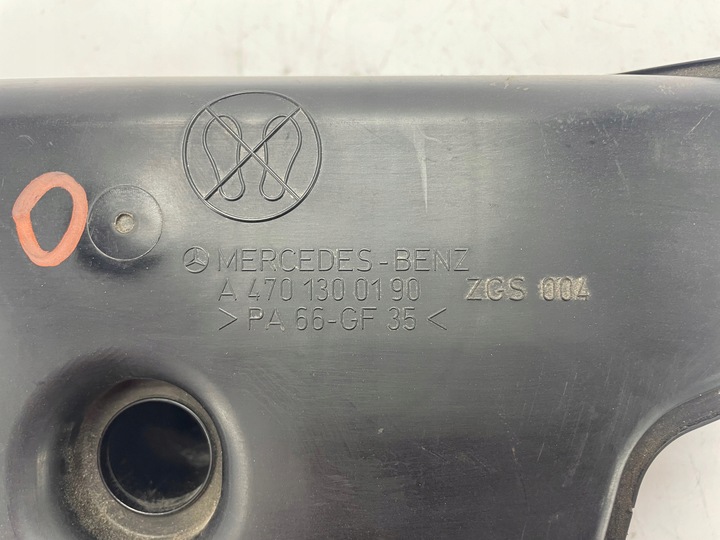 MERCEDES-BENZ
A 470 130 01 90 ZGS 004
>PA 66-GF 35<